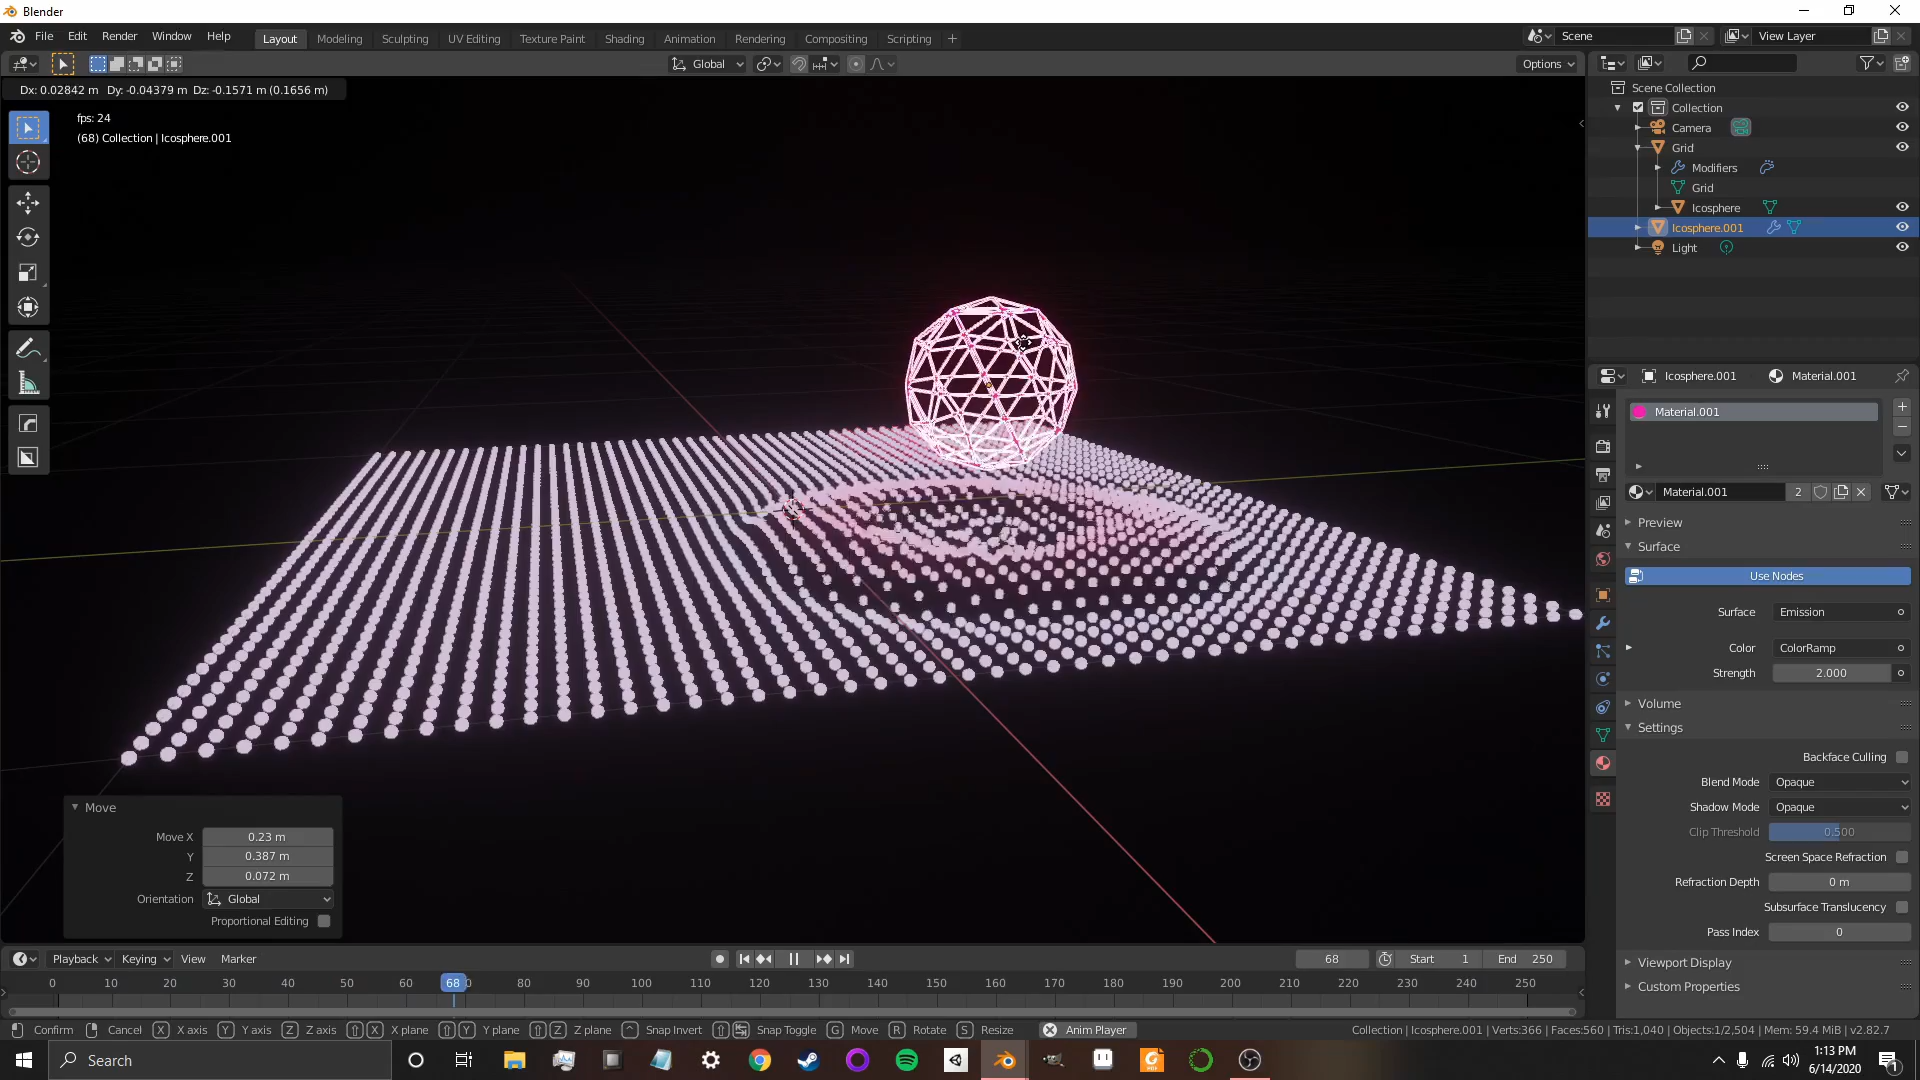 Blender
File Edit Render Window Help
Layout Modeling Sculpting UV Editing Texture Paint Shading Animation Rendering Compositing Scripting +
Scene
View Layer
Global
Options
Dx: 0.02842 m Dy: -0.04379 m Dz: -0.1571 m (0.1656 m)
fps: 24
(68) Collection | Icosphere.001
Scene Collection
Collection
Camera
Grid
Modifiers
Grid
Icosphere
Icosphere.001
Light
Icosphere.001 Material.001
Material.001
Material.001 2
Preview
Surface
Use Nodes
Surface Emission
Color ColorRamp
Strength 2.000
Volume
Settings
Backface Culling
Blend Mode Opaque
Shadow Mode Opaque
Clip Threshold 0.500
Screen Space Refraction
Refraction Depth 0 m
Subsurface Translucency
Pass Index 0
Viewport Display
Custom Properties
Move
Move X 0.23 m
Y 0.387 m
Z 0.072 m
Orientation Global
Proportional Editing
Playback Keying View Marker
68 Start 1 End 250
0 10 20 30 40 50 60 68 0 80 90 100 110 120 130 140 150 160 170 180 190 200 210 220 230 240 250
Confirm Cancel X X axis Y Y axis Z Z axis X X plane Y Y plane Z Z plane ^ Snap Invert Snap Toggle G Move R Rotate S Resize Anim Player
Collection | Icosphere.001 | Verts:366 | Faces:560 | Tris:1,040 | Objects:1/2,504 | Mem: 59.4 MiB | v2.82.7
Search
1:13 PM
6/14/2020
1